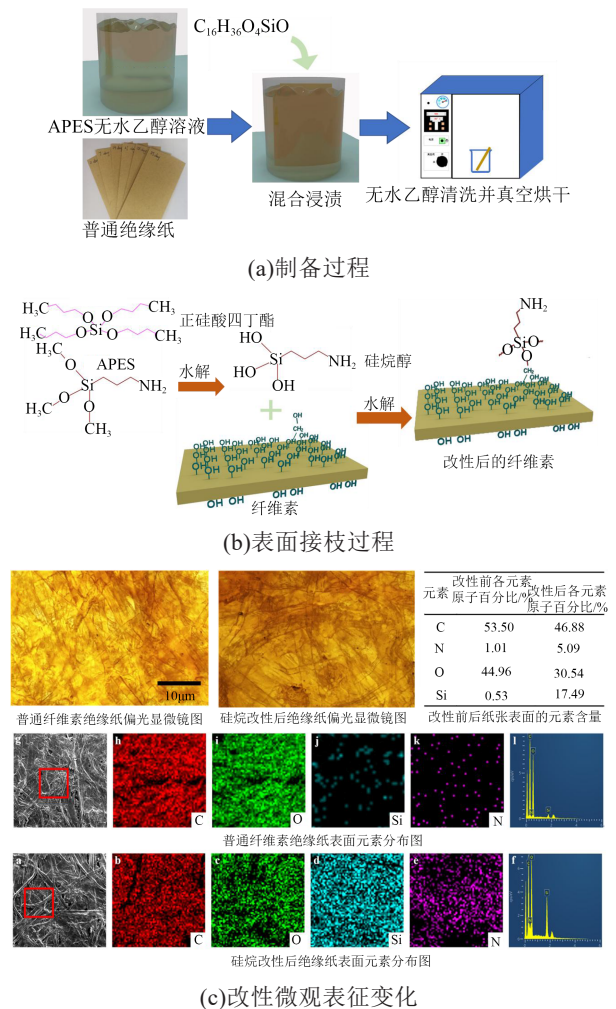 C₁₆H₃₆O₄SiO
APES无水乙醇溶液
普通绝缘纸
混合浸渍
无水乙醇清洗并真空烘干
(a)制备过程
H₃C
CH₃
O
O
Si
H₃C
O
O
CH₃
正硅酸四丁酯
CH₃
O
APES
Si
NH₂
O
CH₃
O
CH₃
水解
HO
Si
NH₂
HO
OH
硅烷醇
+
OH
CH₂
OH
纤维素
水解
NH₂
Si
O
O
O
CH₂
OH
改性后的纤维素
(b)表面接枝过程
10μm
普通纤维素绝缘纸偏光显微镜图
硅烷改性后绝缘纸偏光显微镜图
元素 改性前各元素原子百分比/% 改性后各元素原子百分比/%
C 53.50 46.88
N 1.01 5.09
O 44.96 30.54
Si 0.53 17.49
改性前后纸张表面的元素含量
g h C i O j Si k N l
普通纤维素绝缘纸表面元素分布图
a b C c O d Si e N f
硅烷改性后绝缘纸表面元素分布图
(c)改性微观表征变化